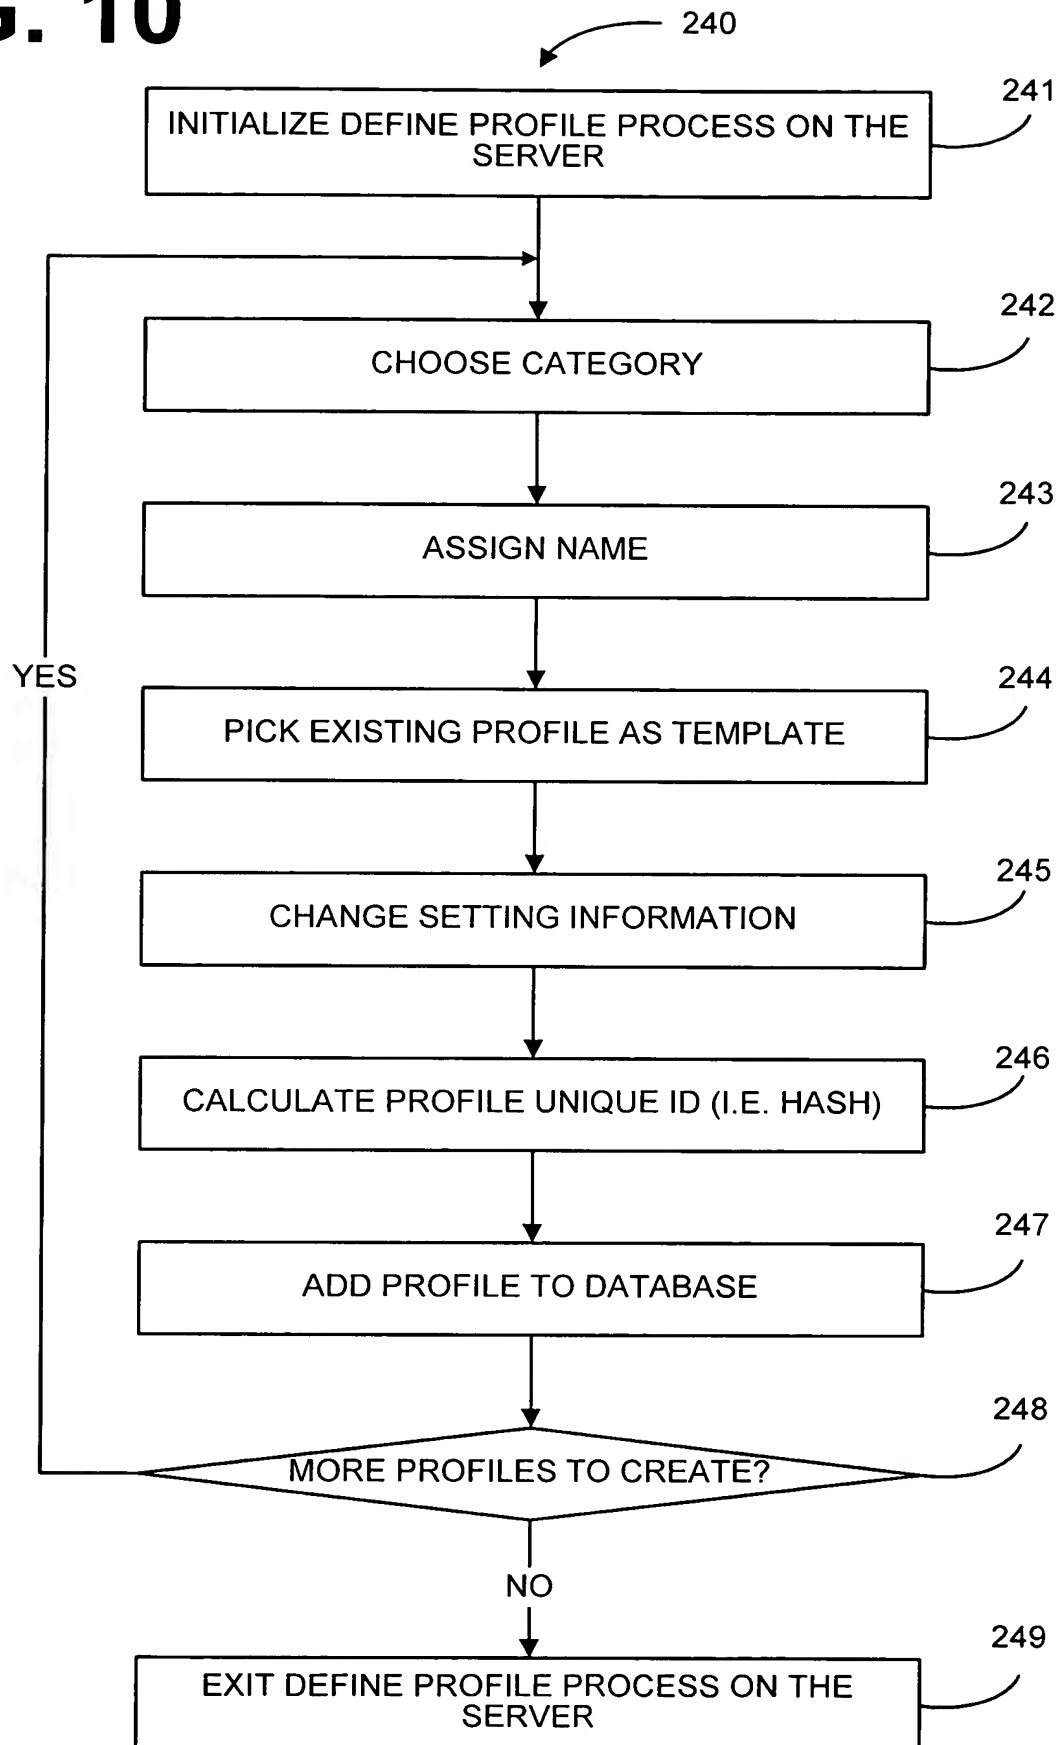 G. 10
240
241
INITIALIZE DEFINE PROFILE PROCESS ON THE
SERVER
242
CHOOSE CATEGORY
243
ASSIGN NAME
YES
244
PICK EXISTING PROFILE AS TEMPLATE
245
CHANGE SETTING INFORMATION
246
CALCULATE PROFILE UNIQUE ID (I.E. HASH)
247
ADD PROFILE TO DATABASE
248
MORE PROFILES TO CREATE?
NO
249
EXIT DEFINE PROFILE PROCESS ON THE
SERVER